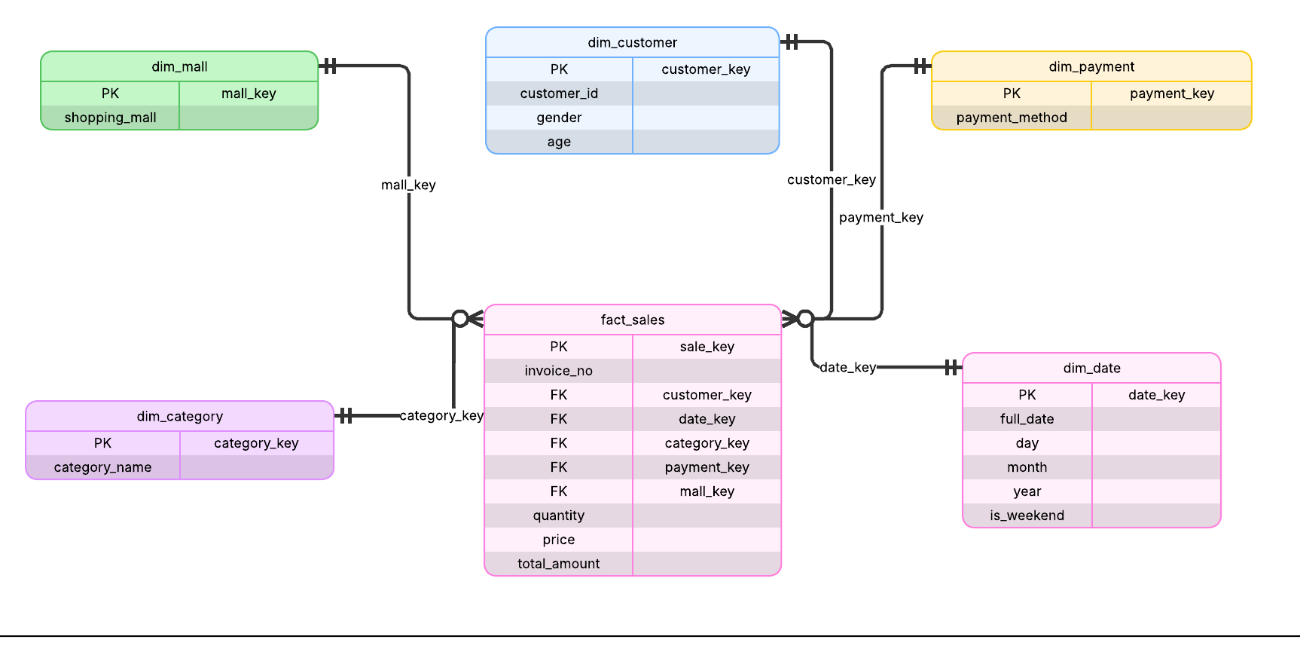 dim_mall
PK mall_key
shopping_mall
dim_customer
PK customer_key
customer_id
gender
age
dim_payment
PK payment_key
payment_method
mall_key
customer_key
payment_key
fact_sales
PK sale_key
invoice_no
FK customer_key
FK date_key
FK category_key
FK payment_key
FK mall_key
quantity
price
total_amount
date_key
dim_date
PK date_key
full_date
day
month
year
is_weekend
dim_category
PK category_key
category_name
category_key